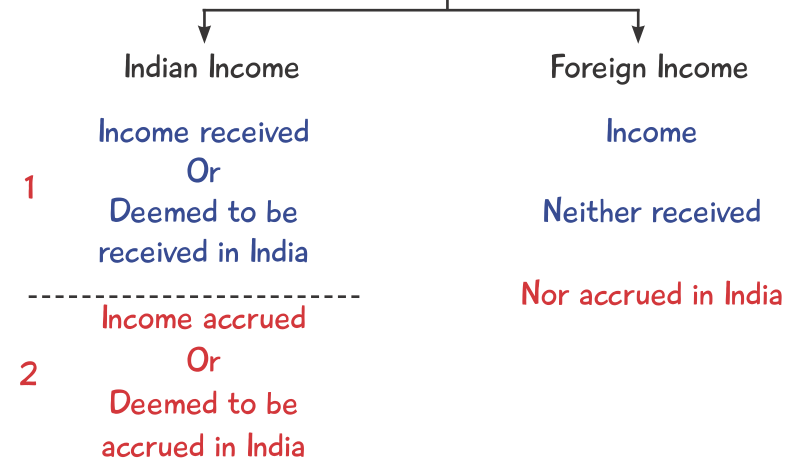 Indian Income
Income received
Or
1
Deemed to be
received in India
Income accrued
Or
2
Deemed to be
accrued in India
Foreign Income
Income
Neither received
Nor accrued in India